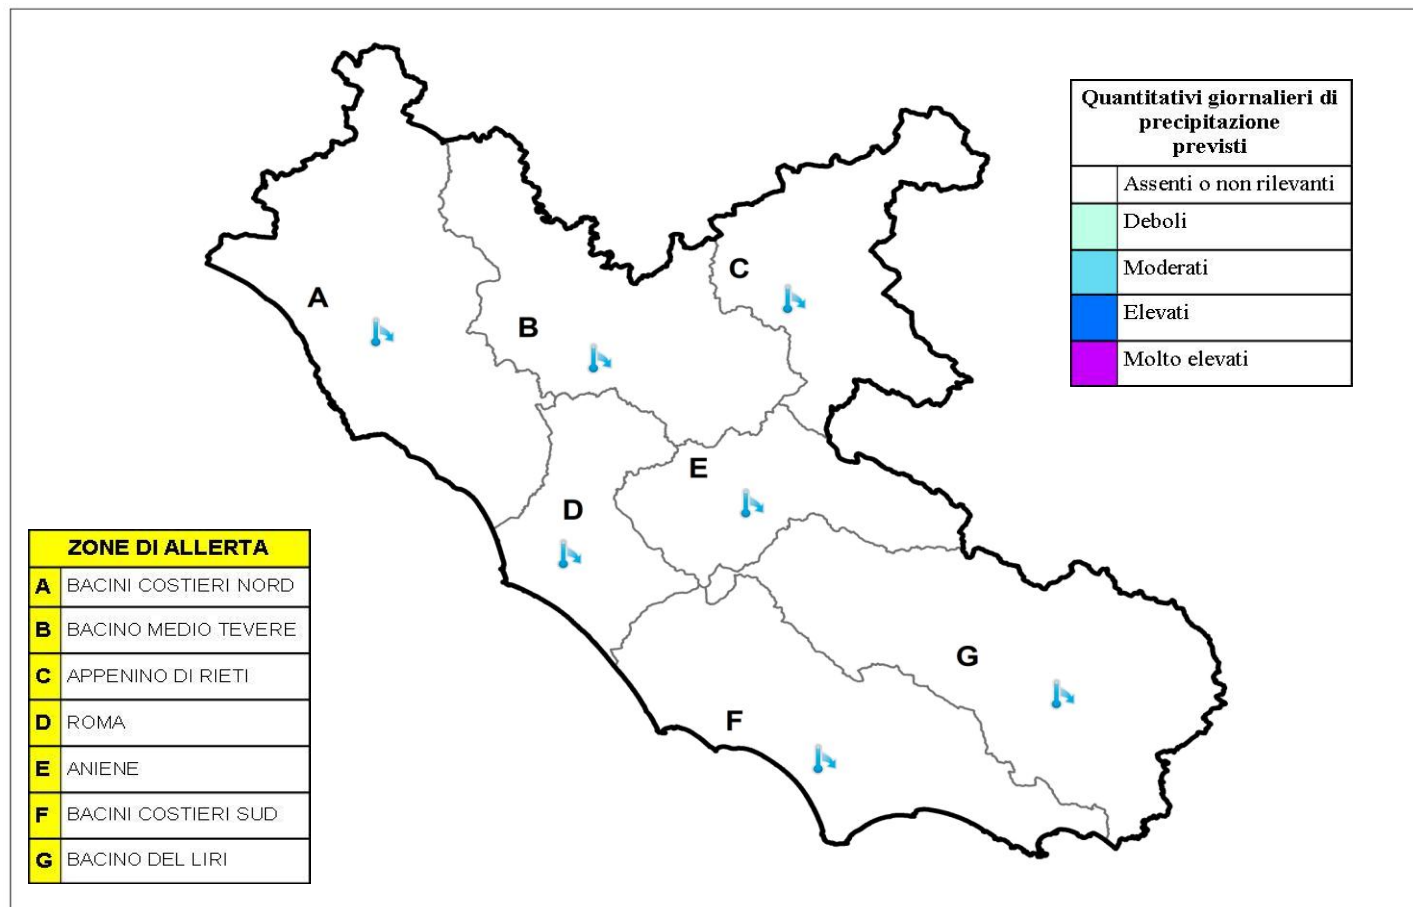 Quantitativi giornalieri di
precipitazione
previsti
Assenti o non rilevanti
Deboli
Moderati
Elevati
Molto elevati
A
B
C
D
E
F
G
ZONE DI ALLERTA
A BACINI COSTIERI NORD
B BACINO MEDIO TEVERE
C APPENINO DI RIETI
D ROMA
E ANIENE
F BACINI COSTIERI SUD
G BACINO DEL LIRI